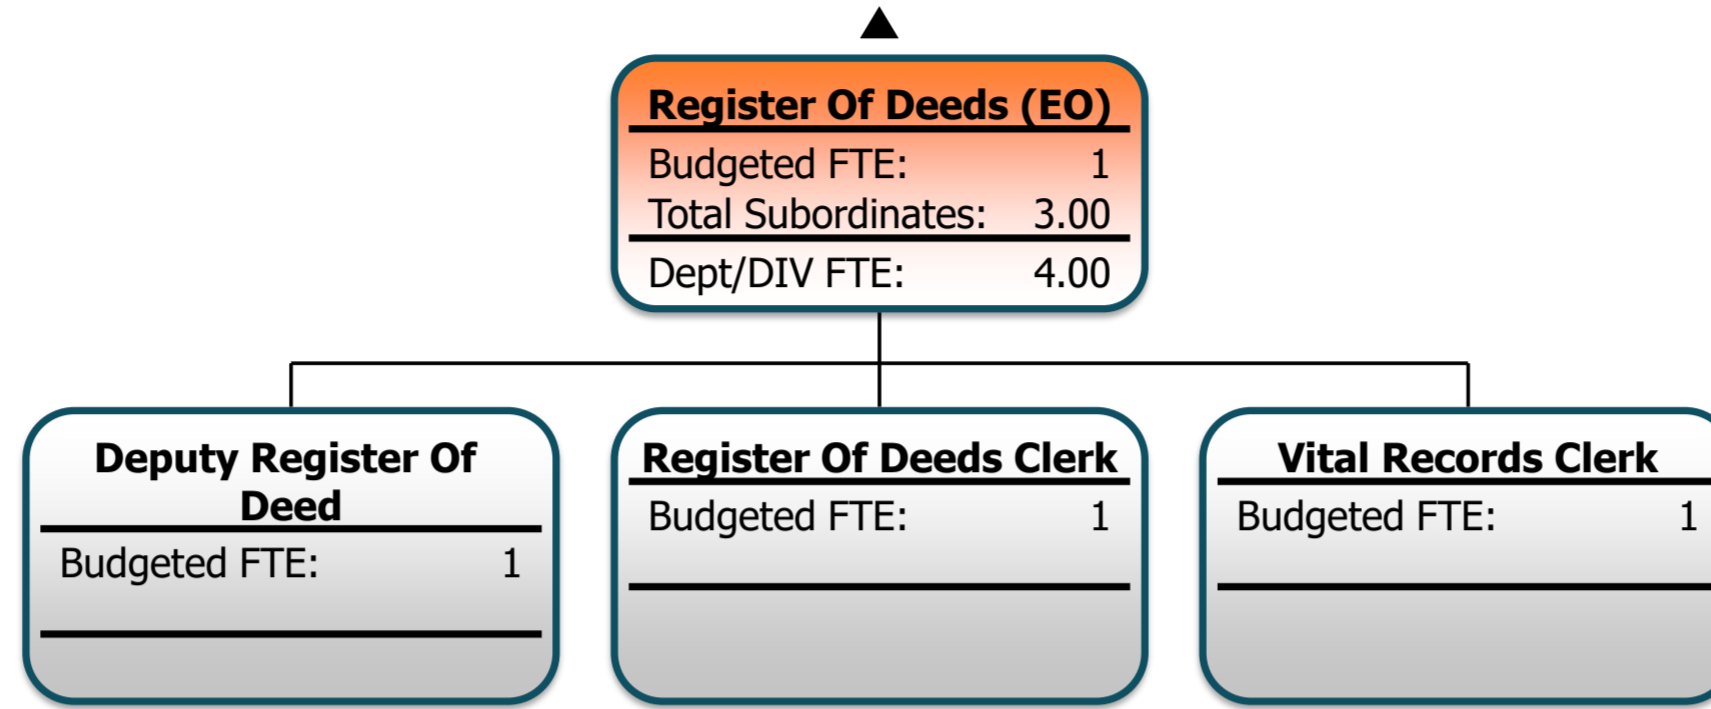 Register Of Deeds (EO)
Budgeted FTE: 1
Total Subordinates: 3.00
Dept/DIV FTE: 4.00
Deputy Register Of
Deed
Budgeted FTE: 1
Register Of Deeds Clerk
Budgeted FTE: 1
Vital Records Clerk
Budgeted FTE: 1